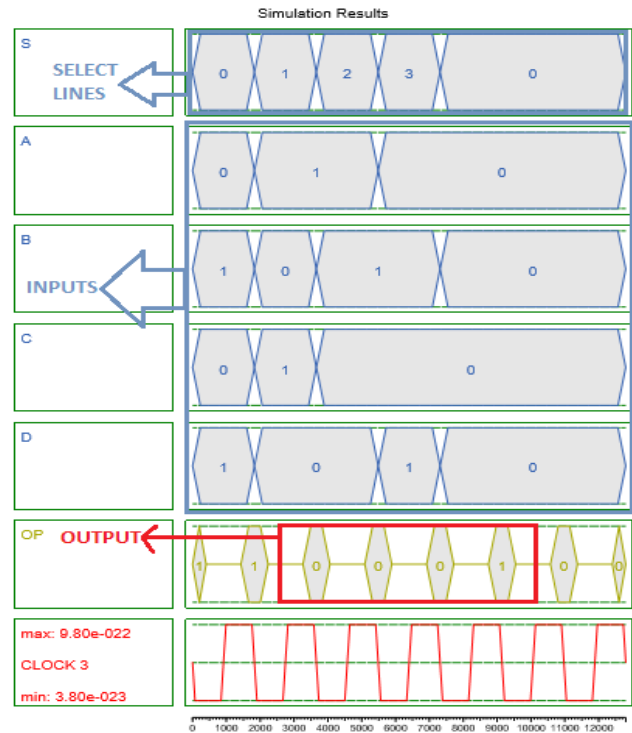 Simulation Results
S
SELECT
LINES
0 1 2 3 0
A
0 1 0
B
INPUTS
1 0 1 0
C
0 1 0
D
1 0 1 0
OP OUTPUT
1 1 0 0 0 1 0 0
max: 9.80e-022
CLOCK 3
min: 3.80e-023
0 1000 2000 3000 4000 5000 6000 7000 8000 9000 10000 11000 12000